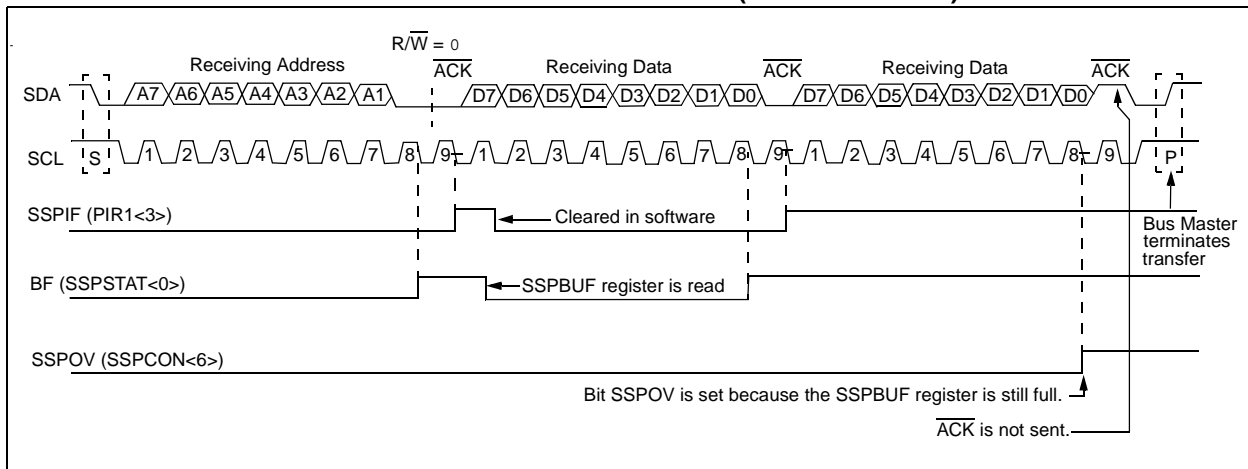 R/W = 0
Receiving Address ACK Receiving Data ACK Receiving Data ACK
SDA A7 A6 A5 A4 A3 A2 A1 D7 D6 D5 D4 D3 D2 D1 D0 D7 D6 D5 D4 D3 D2 D1 D0
SCL S 1 2 3 4 5 6 7 8 9 1 2 3 4 5 6 7 8 9 1 2 3 4 5 6 7 8 9 P
SSPIF (PIR1<3>) Cleared in software
Bus Master
terminates
transfer
BF (SSPSTAT<0>) SSPBUF register is read
SSPOV (SSPCON<6>)
Bit SSPOV is set because the SSPBUF register is still full.
ACK is not sent.